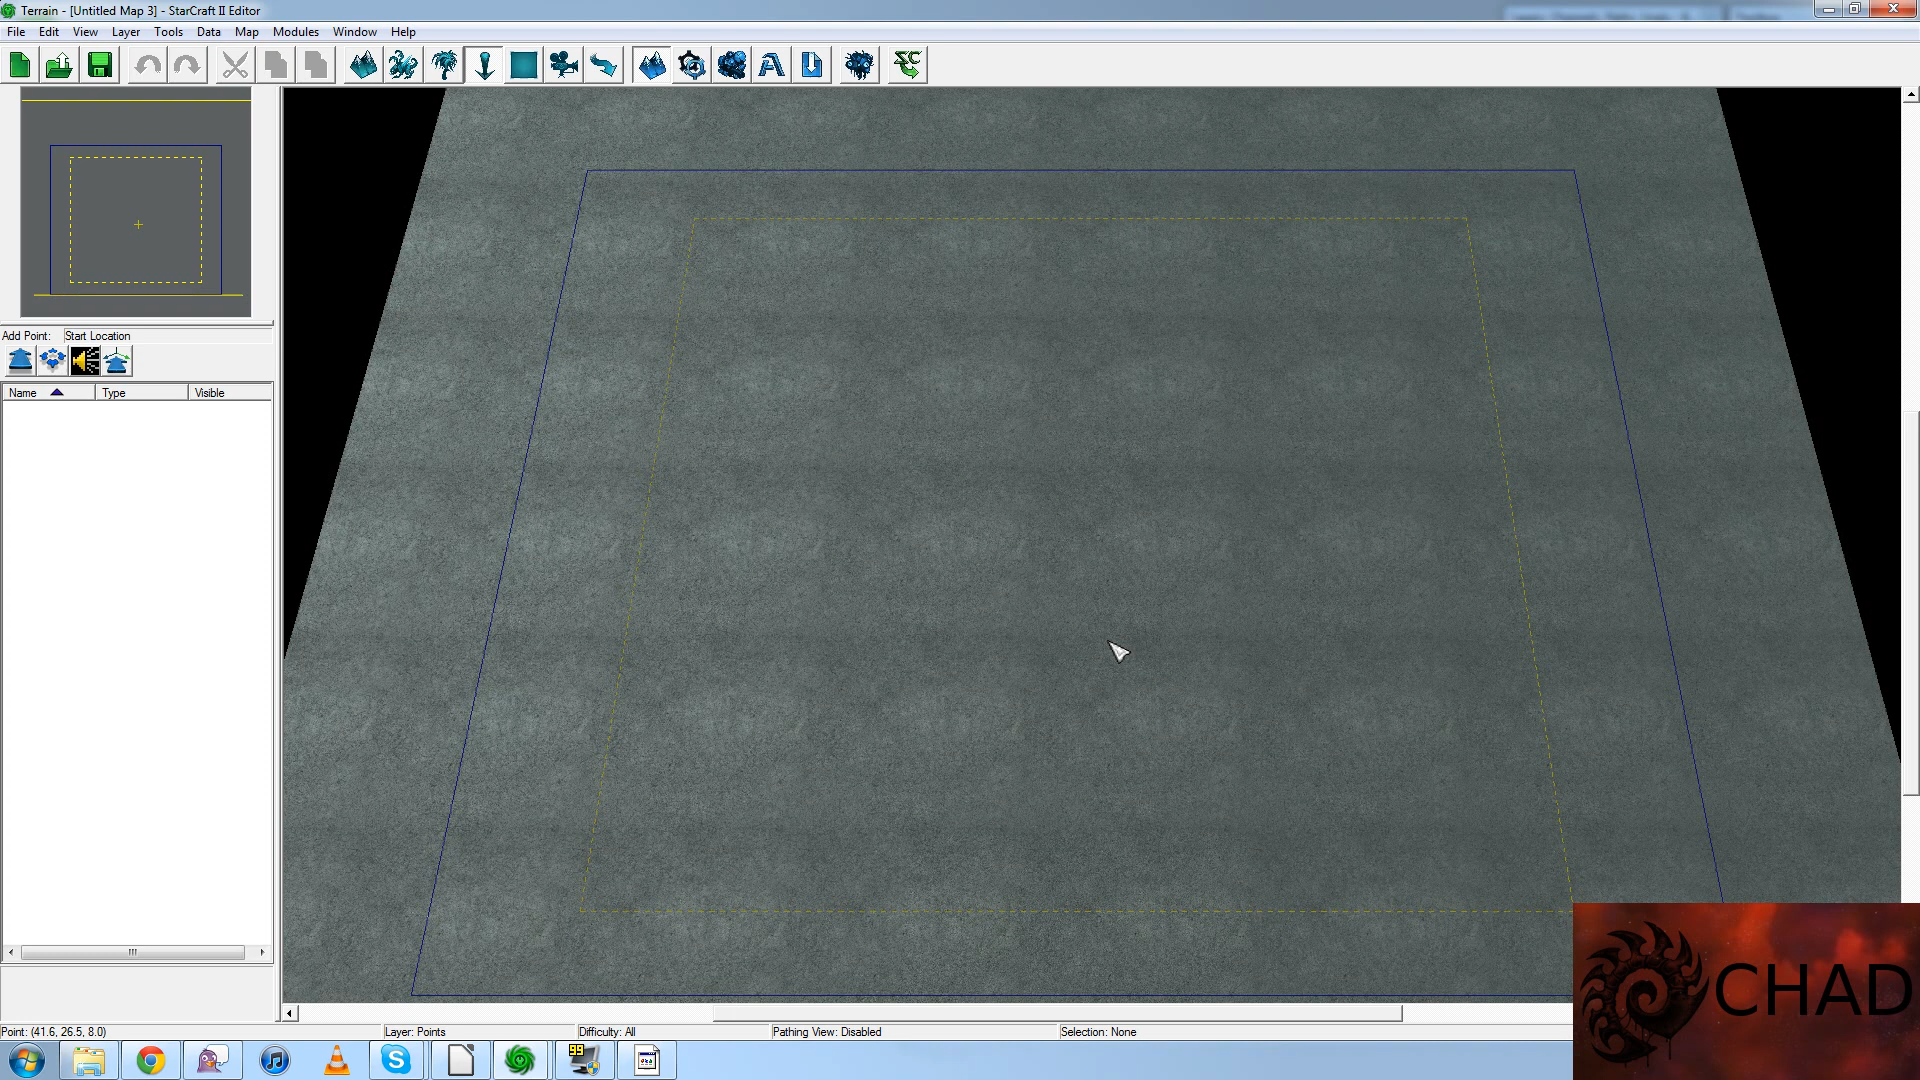 Terrain - [Untitled Map 3] - StarCraft II Editor
File Edit View Layer Tools Data Map Modules Window Help
Add Point: Start Location
Name Type Visible
CHAD
Point: (41.6, 26.5, 8.0) Layer: Points Difficulty: All Pathing View: Disabled Selection: None
99